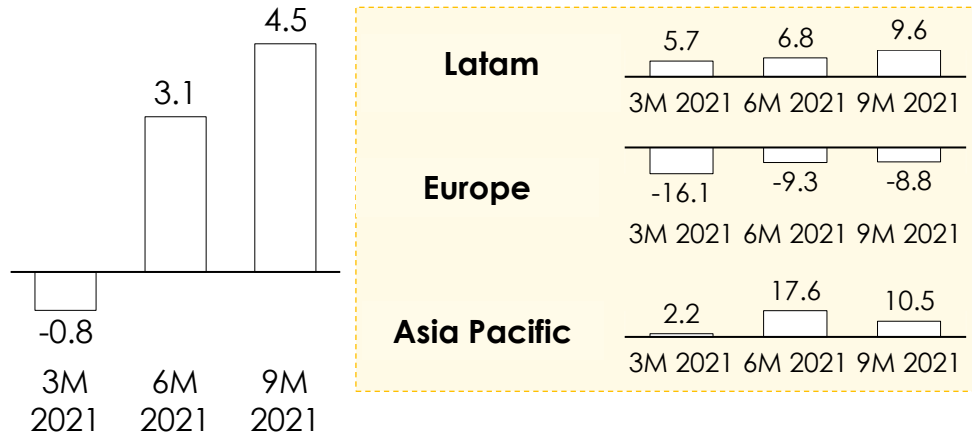 4.5
3.1
-0.8
3M 6M 9M
2021 2021 2021
Latam
5.7 6.8 9.6
3M 2021 6M 2021 9M 2021
Europe
-16.1 -9.3 -8.8
3M 2021 6M 2021 9M 2021
Asia Pacific
2.2 17.6 10.5
3M 2021 6M 2021 9M 2021